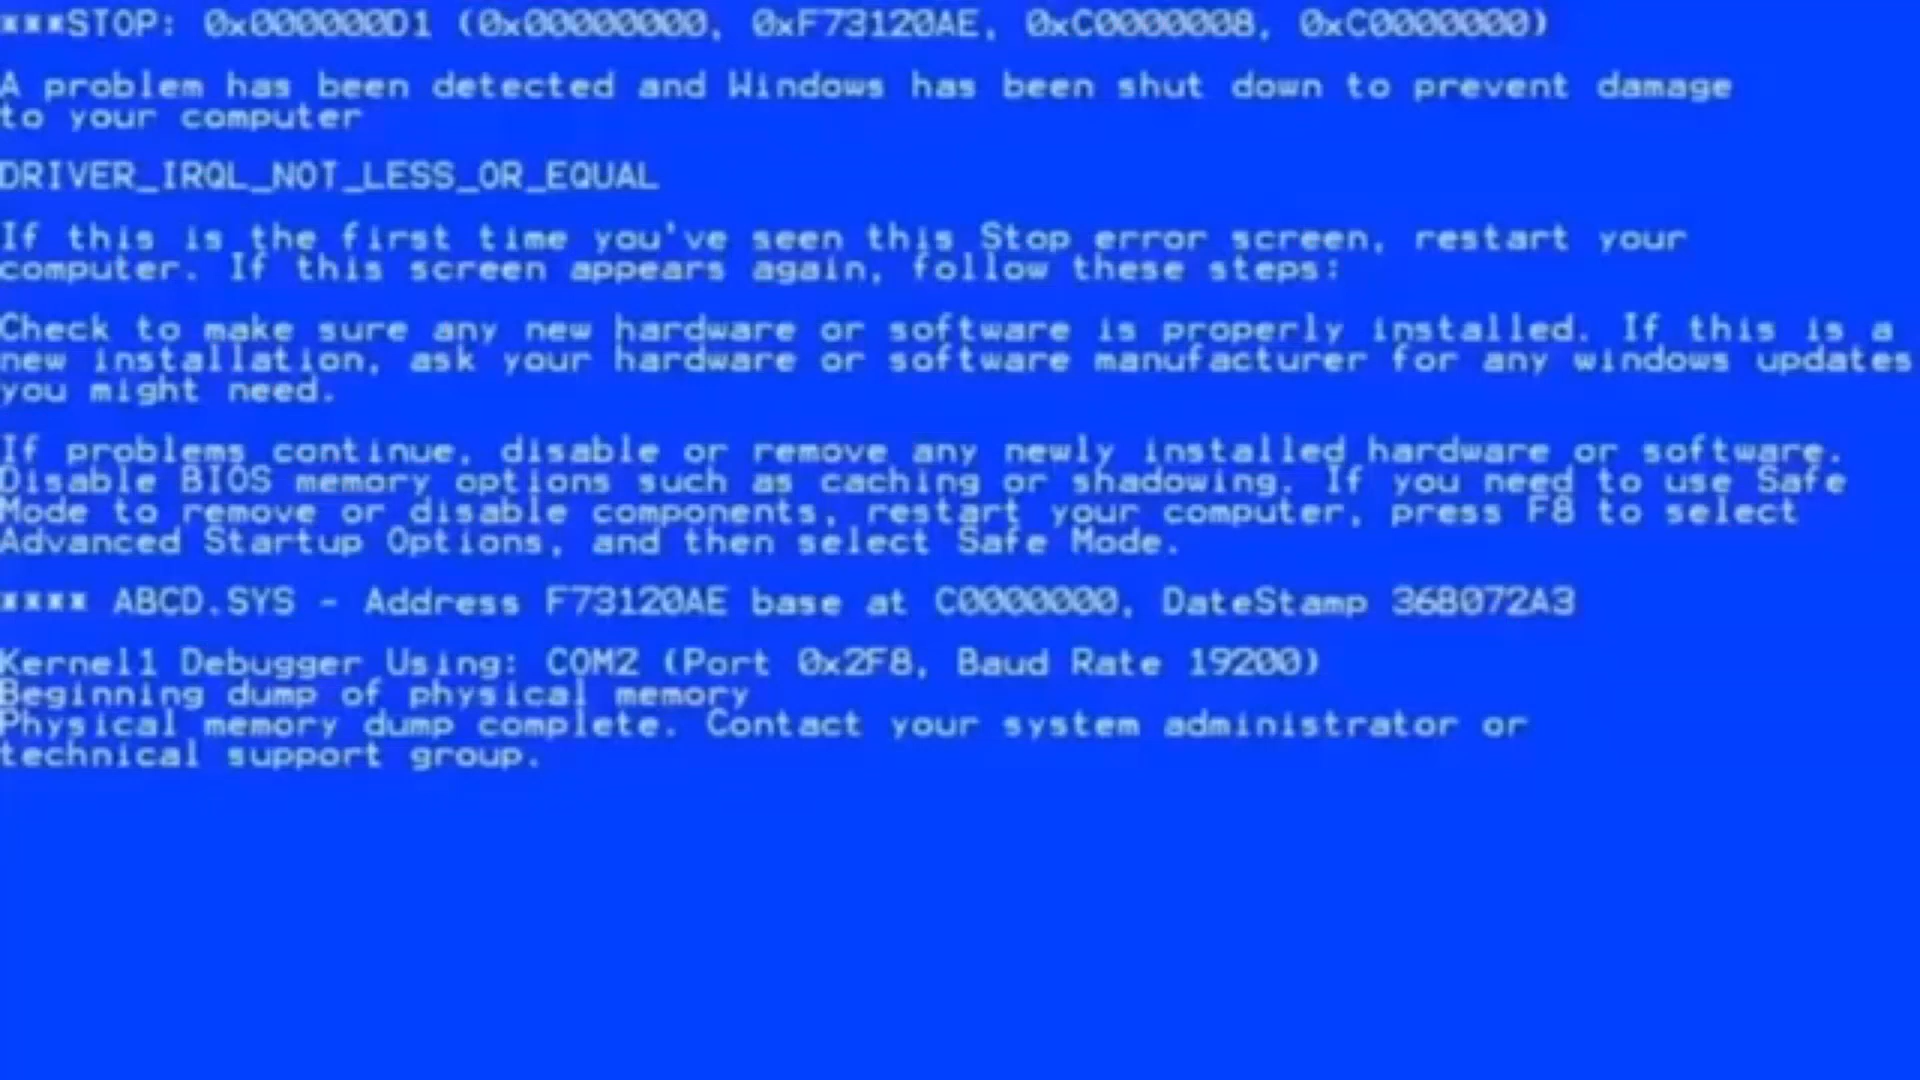 ***STOP: 0x000000D1 (0x00000000, 0xF73120AE, 0xC0000008, 0xC0000000)
A problem has been detected and Windows has been shut down to prevent damage
to your computer
DRIVER_IRQL_NOT_LESS_OR_EQUAL
If this is the first time you've seen this Stop error screen, restart your
computer. If this screen appears again, follow these steps:
Check to make sure any new hardware or software is properly installed. If this is a
new installation, ask your hardware or software manufacturer for any windows updates
you might need.
If problems continue, disable or remove any newly installed hardware or software.
Disable BIOS memory options such as caching or shadowing. If you need to use Safe
Mode to remove or disable components, restart your computer, press F8 to select
Advanced Startup Options, and then select Safe Mode.
**** ABCD.SYS - Address F73120AE base at C0000000, DateStamp 36B072A3
Kernel1 Debugger Using: COM2 (Port 0x2F8, Baud Rate 19200)
Beginning dump of physical memory
Physical memory dump complete. Contact your system administrator or
technical support group.